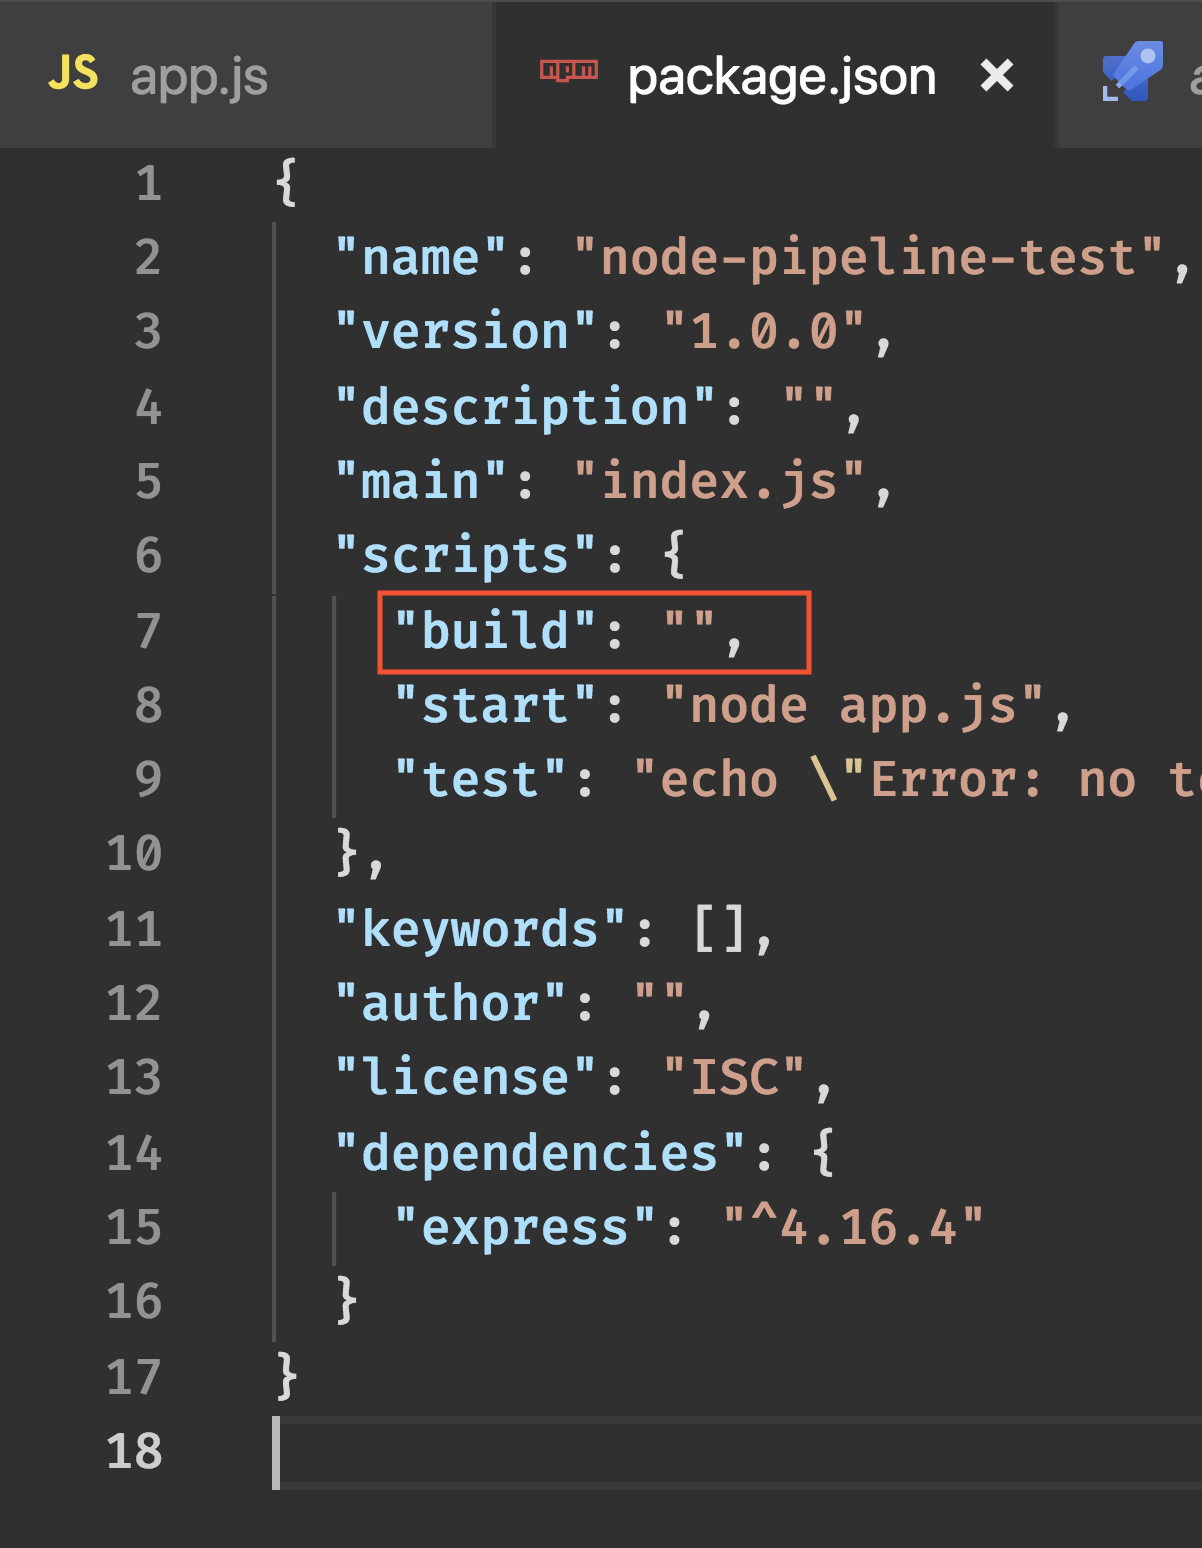 JS app.js npm package.json ×
1 {
2 "name": "node-pipeline-test",
3 "version": "1.0.0",
4 "description": "",
5 "main": "index.js",
6 "scripts": {
7 "build": "",
8 "start": "node app.js",
9 "test": "echo \"Error: no
10 },
11 "keywords": [],
12 "author": "",
13 "license": "ISC",
14 "dependencies": {
15 "express": "^4.16.4"
16 }
17 }
18